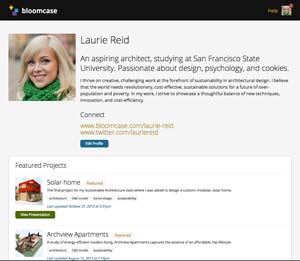 bloomcase
Help
Laurie Reid
An aspiring architect, studying at San Francisco State
University. Passionate about design, psychology, and cookies.
I thrive on creative, challenging work at the forefront of sustainability in architectural design. I believe
that the world needs revolutionary, cost-effective, sustainable solutions for a future of over-
population and poverty. In my work, I strive to showcase a thoughtful balance of new techniques,
innovation, and cost-efficiency.
Connect
www.bloomcase.com/laurie-reid
www.twitter.com/lauriereid
Edit Profile
Featured Projects
Solar home Featured
The final project for my Sustainable Architecture class where I was asked to design a custom, modular, solar home.
architecture CAD model home design sustainability
Last updated October 21, 2013 at 5:07pm
View Presentation
Archview Apartments Featured
A study of energy-efficient modern living, Archview Apartments captures the essence of an affordable, hip lifestyle.
architecture CAD model sustainability
Last updated August 15, 2013 at 7:19pm